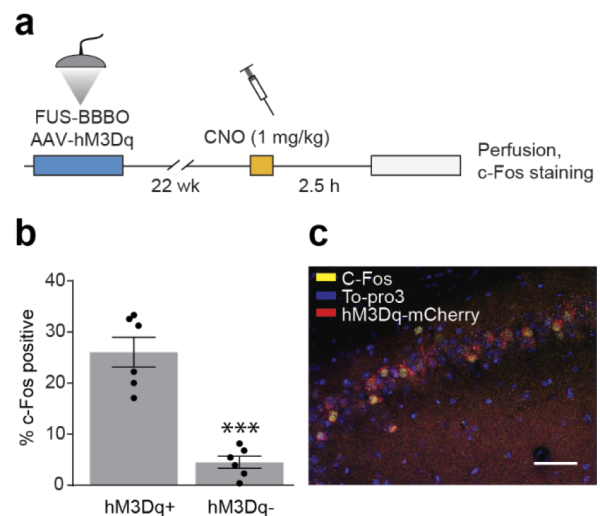 a
FUS-BBBO
AAV-hM3Dq
CNO (1 mg/kg)
22 wk
2.5 h
Perfusion,
c-Fos staining
b
% c-Fos positive
40
30
20
10
0
***
hM3Dq+
hM3Dq-
c
C-Fos
To-pro3
hM3Dq-mCherry